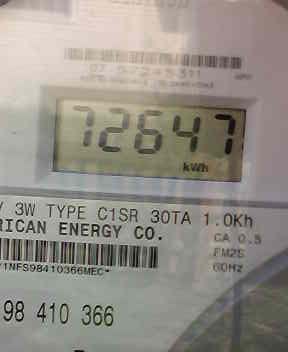 72647
kWh
V 3W TYPE C1SR 30TA 1.0Kh
RICAN ENERGY CO.
CA 0.5
FM2S
60Hz
1NFS98410366MEC*
98 410 366